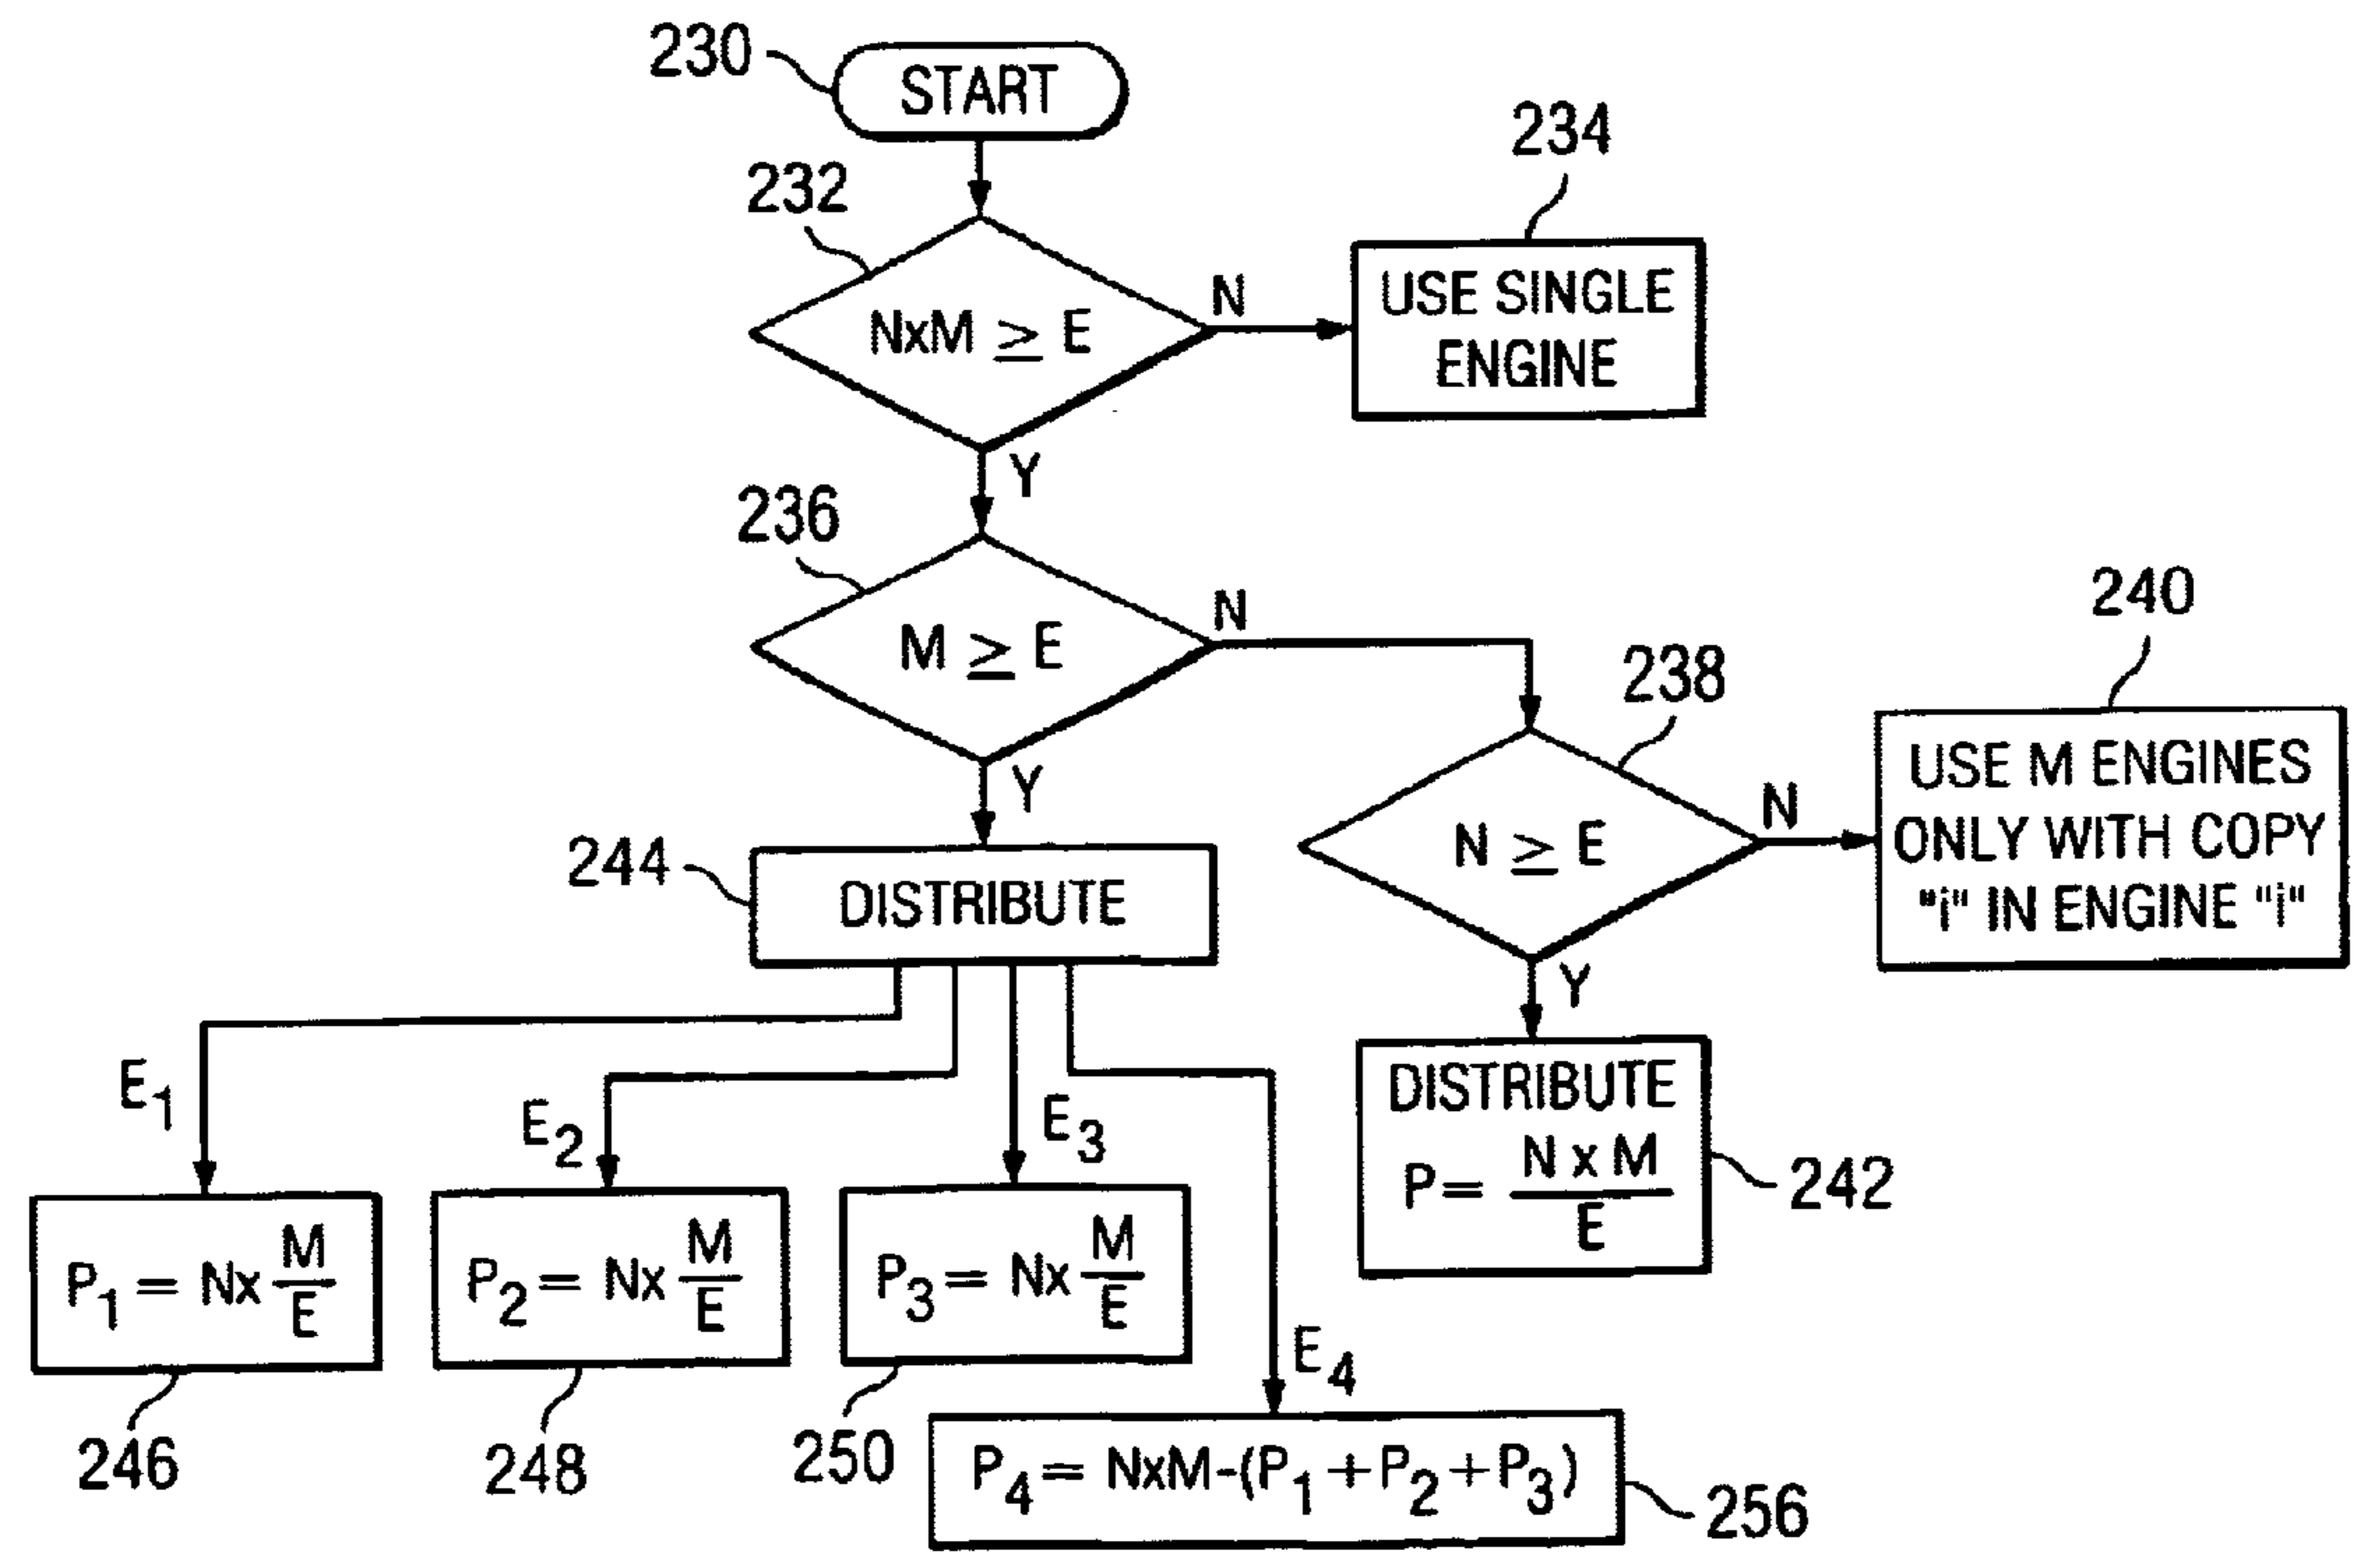 230
START
232
234
NxM ≥ E
N
USE SINGLE
ENGINE
Y
236
M ≥ E
N
238
240
N ≥ E
N
USE M ENGINES
ONLY WITH COPY
"i" IN ENGINE "i"
Y
244
DISTRIBUTE
Y
DISTRIBUTE
P= N x M
E
242
E1
E2
E3
E4
P1 = Nx M
E
P2 = Nx M
E
P3 = Nx M
E
246
248
250
P4 = NxM-(P1+P2+P3)
256